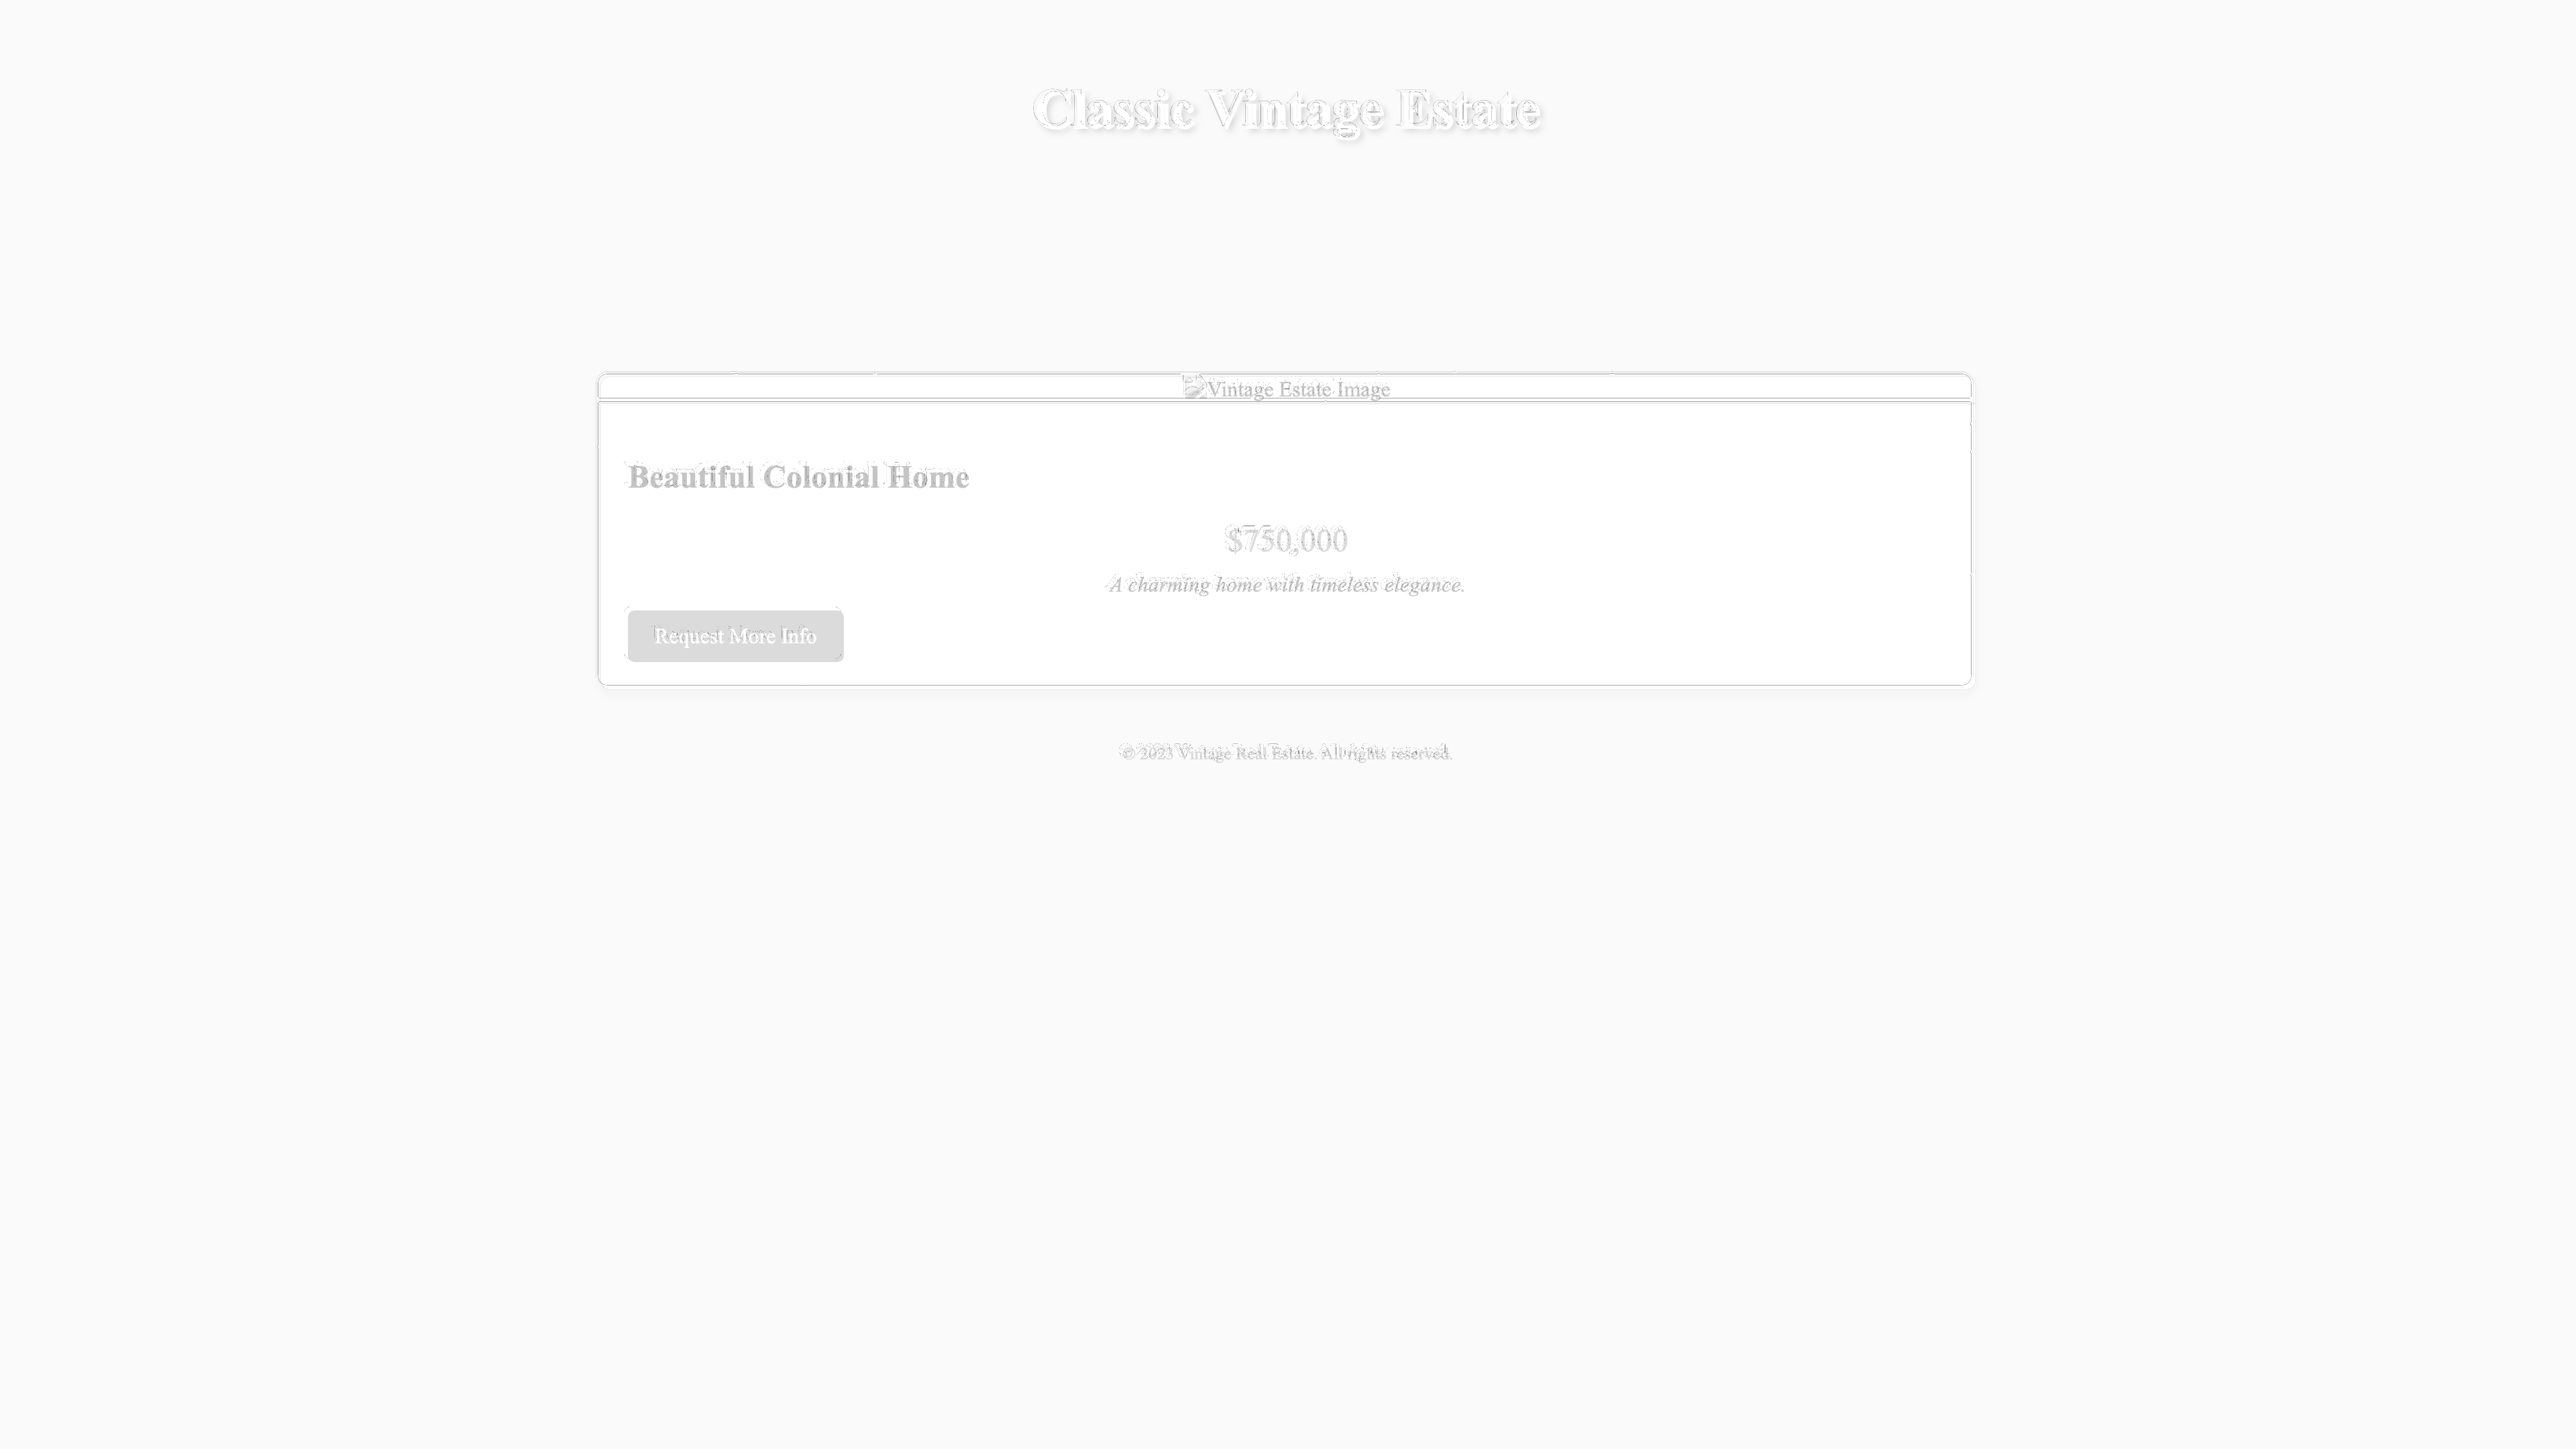 Classic Vintage Estate
Vintage Estate Image
Beautiful Colonial Home
$750,000
A charming home with timeless elegance.
Request More Info
© 2023 Vintage Real Estate. All rights reserved.